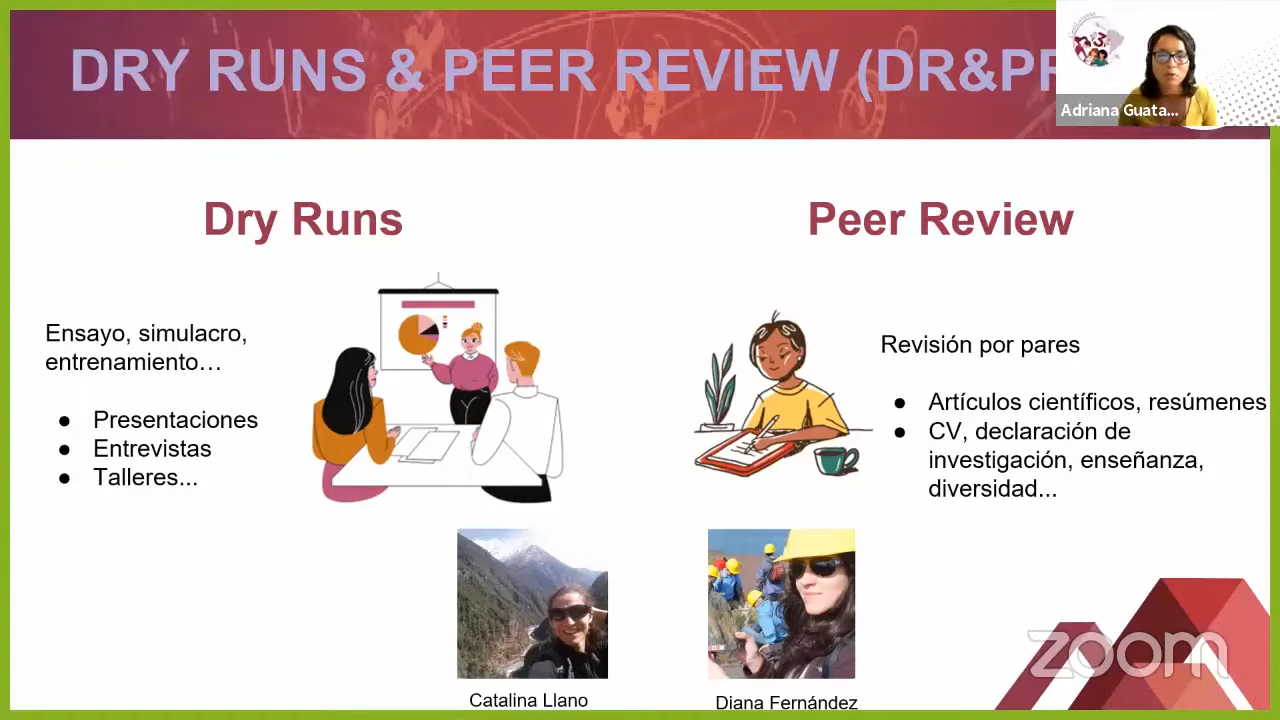 DRY RUNS & PEER REVIEW (DR&PR
Adriana Guata...
Dry Runs
Peer Review
Ensayo, simulacro,
entrenamiento…
● Presentaciones
● Entrevistas
● Talleres...
Revisión por pares
● Artículos científicos, resúmenes
● CV, declaración de
investigación, enseñanza,
diversidad...
Catalina Llano
Diana Fernández
zoom